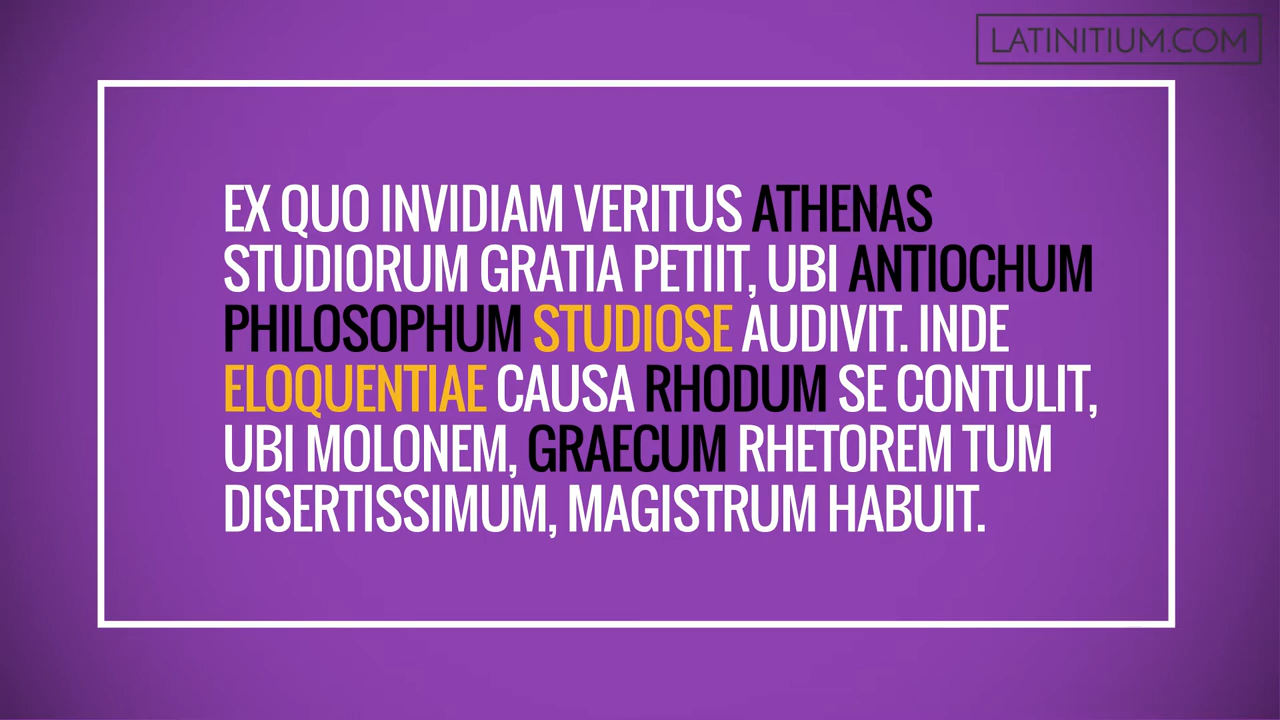 LATINITIUM.COM
EX QUO INVIDIAM VERITUS ATHENAS
STUDIORUM GRATIA PETIIT, UBI ANTIOCHUM
PHILOSOPHUM STUDIOSE AUDIVIT. INDE
ELOQUENTIAE CAUSA RHODUM SE CONTULIT,
UBI MOLONEM, GRAECUM RHETOREM TUM
DISERTISSIMUM, MAGISTRUM HABUIT.